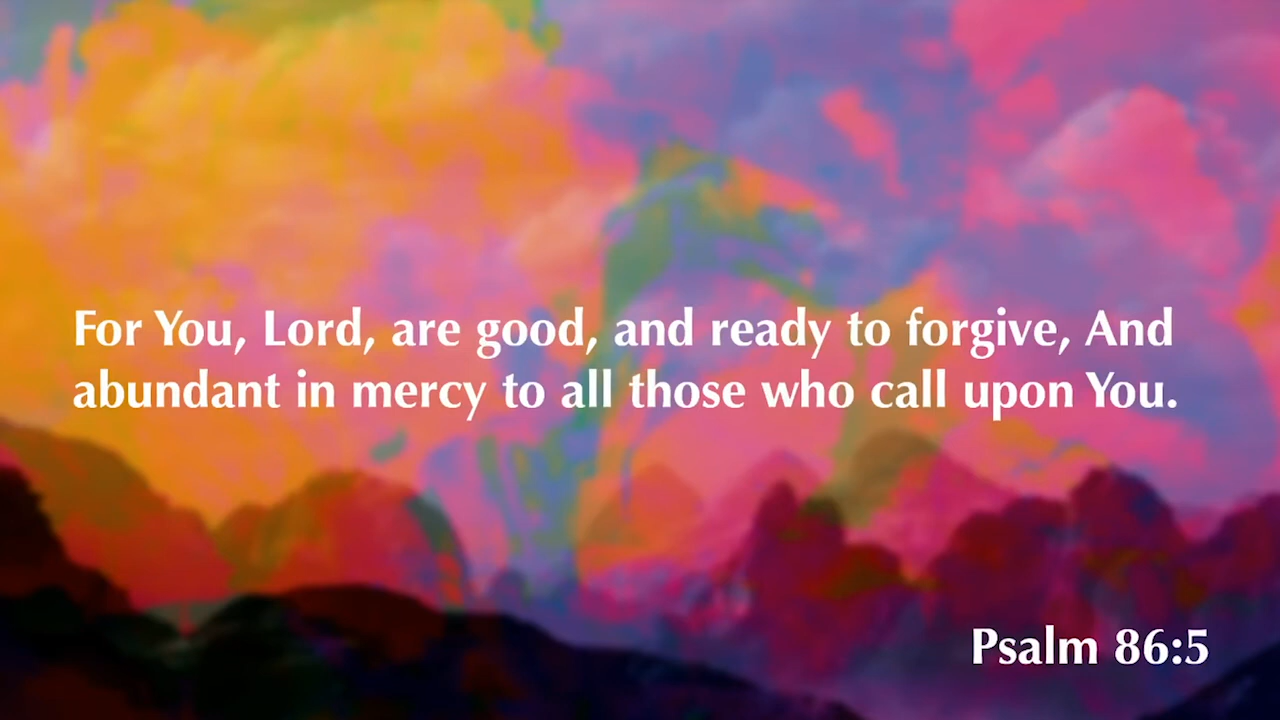 For You, Lord, are good, and ready to forgive, And
abundant in mercy to all those who call upon You.
Psalm 86:5